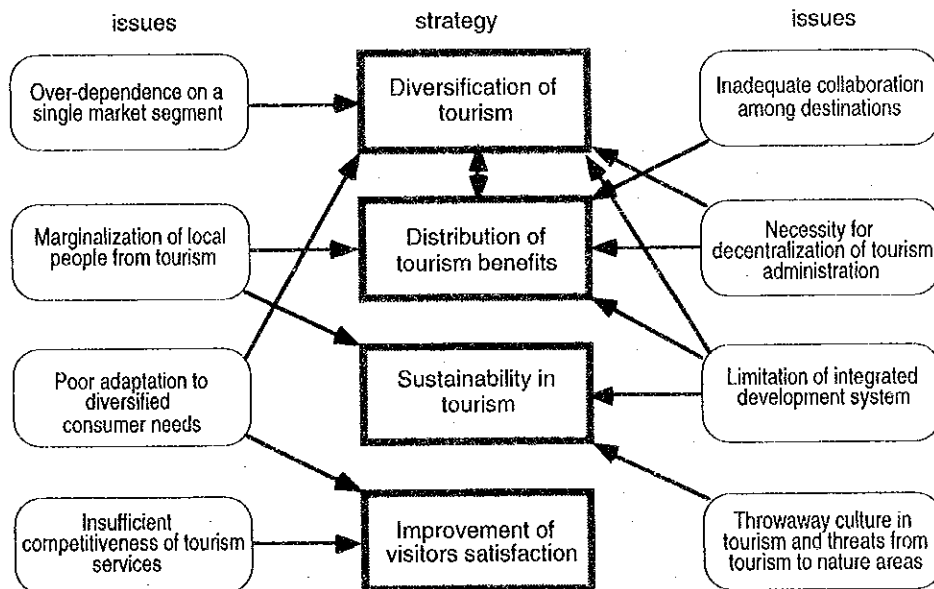 issues
strategy
issues
Over-dependence on a
single market segment
Diversification of
tourism
Inadequate collaboration
among destinations
Marginalization of local
people from tourism
Distribution of
tourism benefits
Necessity for
decentralization of tourism
administration
Poor adaptation to
diversified
consumer needs
Sustainability in
tourism
Limitation of integrated
development system
Insufficient
competitiveness of tourism
services
Improvement of
visitors satisfaction
Throwaway culture in
tourism and threats from
tourism to nature areas